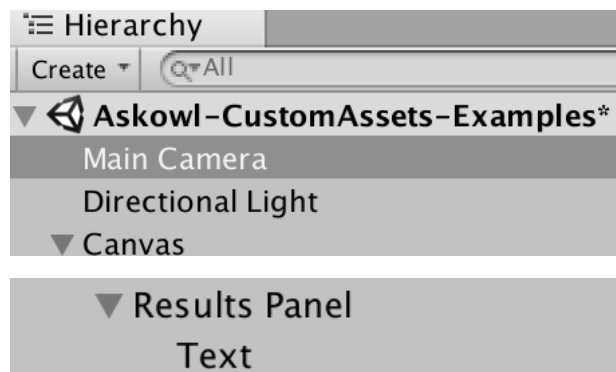 Hierarchy
Create All
Askowl-CustomAssets-Examples*
Main Camera
Directional Light
Canvas
Results Panel
Text